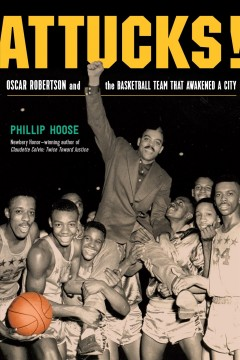 ATTUCKS!
OSCAR ROBERTSON and the BASKETBALL TEAM THAT AWAKENED A CITY
PHILLIP HOOSE
Newbery Honor–winning author of
Claudette Colvin: Twice Toward Justice